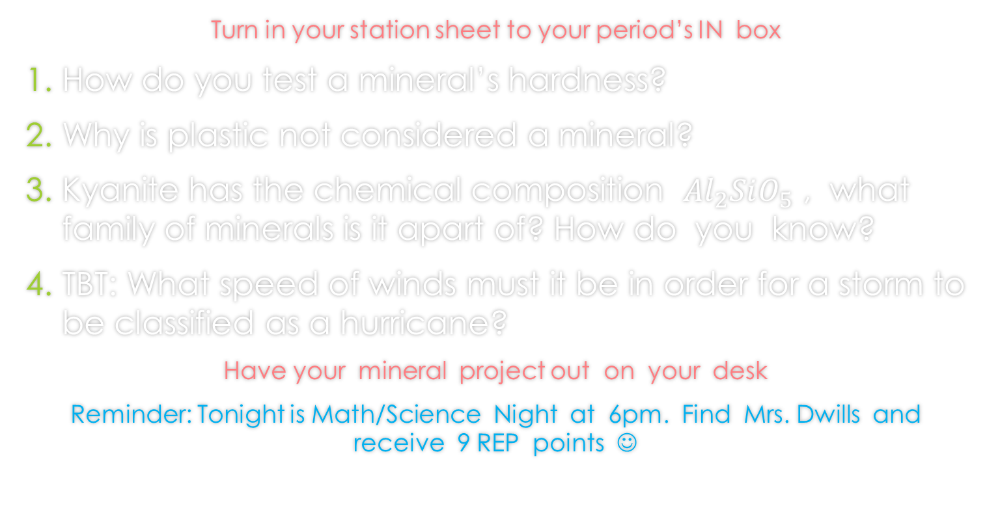 Turn in your station sheet to your period’s IN box
1. How do you test a mineral’s hardness?
2. Why is plastic not considered a mineral?
3. Kyanite has the chemical composition Al₂SiO₅ , what
family of minerals is it apart of? How do you know?
4. TBT: What speed of winds must it be in order for a storm to
be classified as a hurricane?
Have your mineral project out on your desk
Reminder: Tonight is Math/Science Night at 6pm. Find Mrs. Dwills and
receive 9 REP points ☺